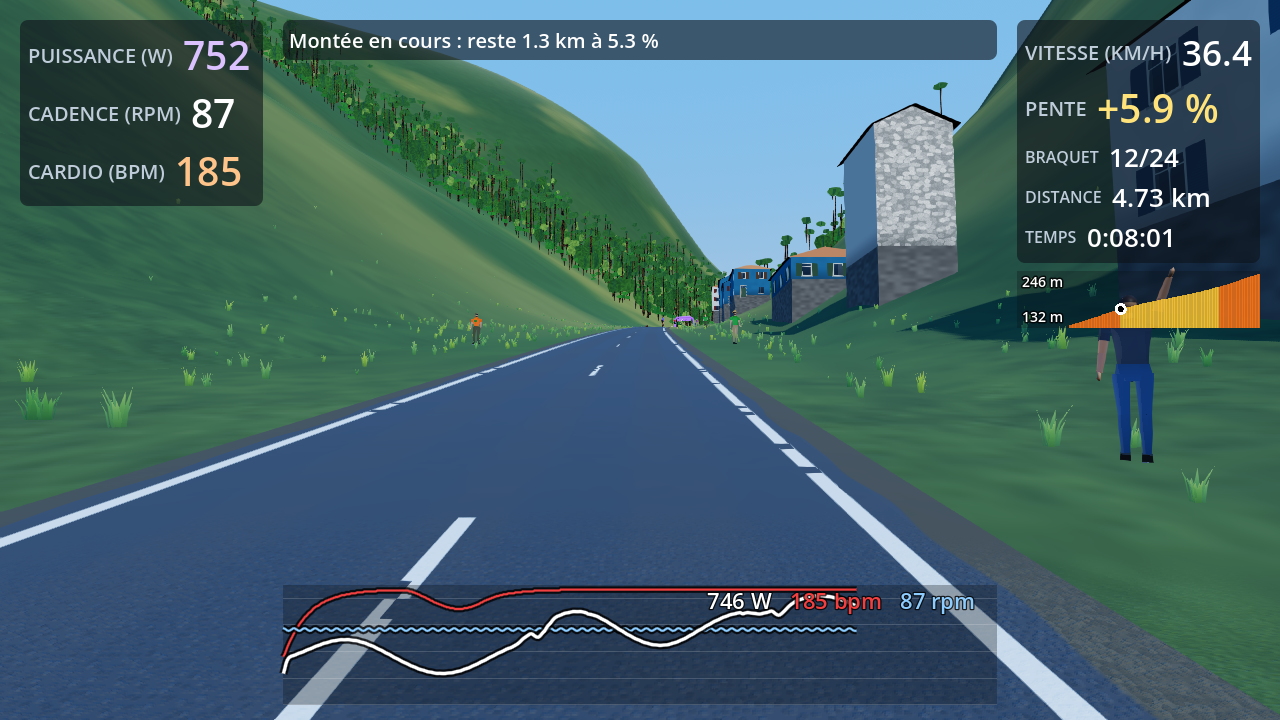 PUISSANCE (W) 752
CADENCE (RPM) 87
CARDIO (BPM) 185
Montée en cours : reste 1.3 km à 5.3 %
VITESSE (KM/H) 36.4
PENTE +5.9 %
BRAQUET 12/24
DISTANCE 4.73 km
TEMPS 0:08:01
246 m
132 m
746 W 185 bpm 87 rpm